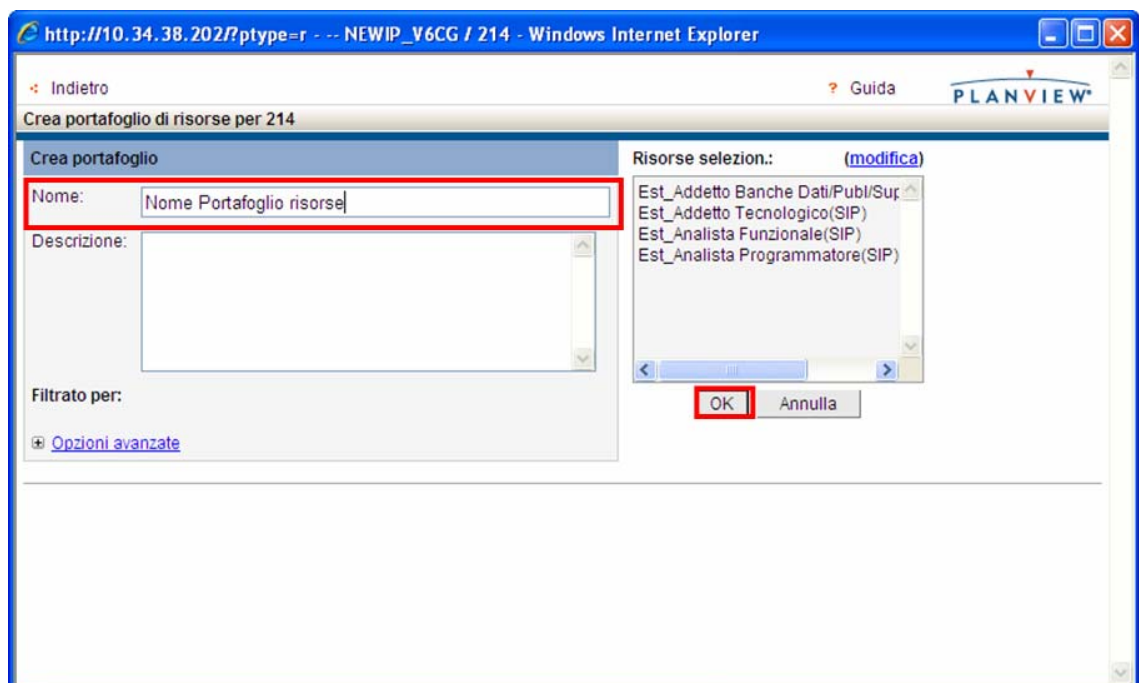 http://10.34.38.202/?ptype=r - -- NEWIP_V6CG / 214 - Windows Internet Explorer
Indietro
? Guida
PLANVIEW
Crea portafoglio di risorse per 214
Crea portafoglio
Risorse selezion.: (modifica)
Nome:
Nome Portafoglio risorse
Est_Addetto Banche Dati/Publ/Sup
Est_Addetto Tecnologico(SIP)
Est_Analista Funzionale(SIP)
Est_Analista Programmatore(SIP)
Descrizione:
Filtrato per:
OK
Annulla
Opzioni avanzate